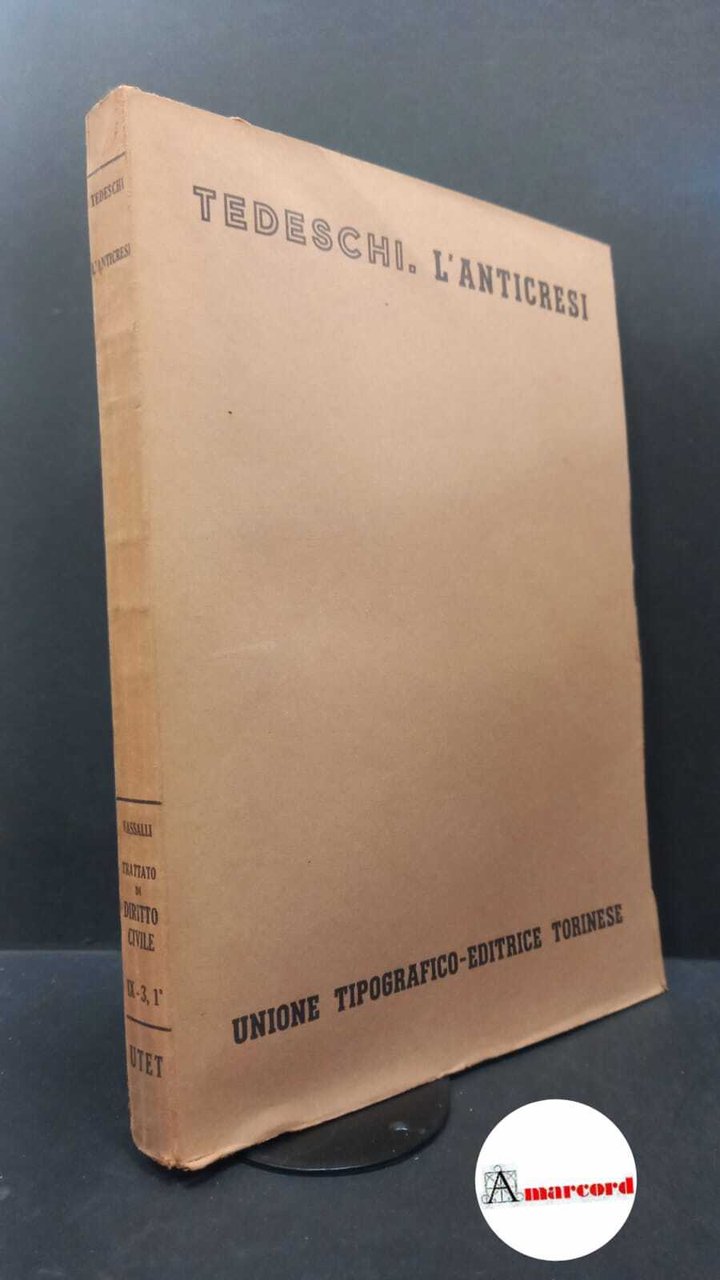 TEDESCHI. L'ANTICRESI
UNIONE TIPOGRAFICO-EDITRICE TORINESE
TEDESCHI
L'ANTICRESI
VASSALLI
TRATTATO
DI
DIRITTO
CIVILE
IX-3, 1°
UTET
Amarcord